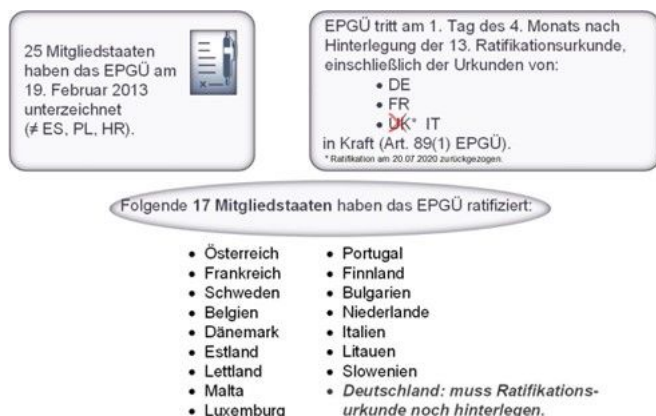 25 Mitgliedstaaten
haben das EPGÜ am
19. Februar 2013
unterzeichnet
(≠ ES, PL, HR).
EPGÜ tritt am 1. Tag des 4. Monats nach
Hinterlegung der 13. Ratifikationsurkunde,
einschließlich der Urkunden von:
• DE
• FR
• UK* IT
in Kraft (Art. 89(1) EPGÜ).
* Ratifikation am 20.07.2020 zurückgezogen.
Folgende 17 Mitgliedstaaten haben das EPGÜ ratifiziert:
• Österreich
• Frankreich
• Schweden
• Belgien
• Dänemark
• Estland
• Lettland
• Malta
• Luxemburg
• Portugal
• Finnland
• Bulgarien
• Niederlande
• Italien
• Litauen
• Slowenien
• Deutschland: muss Ratifikations-
urkunde noch hinterlegen.